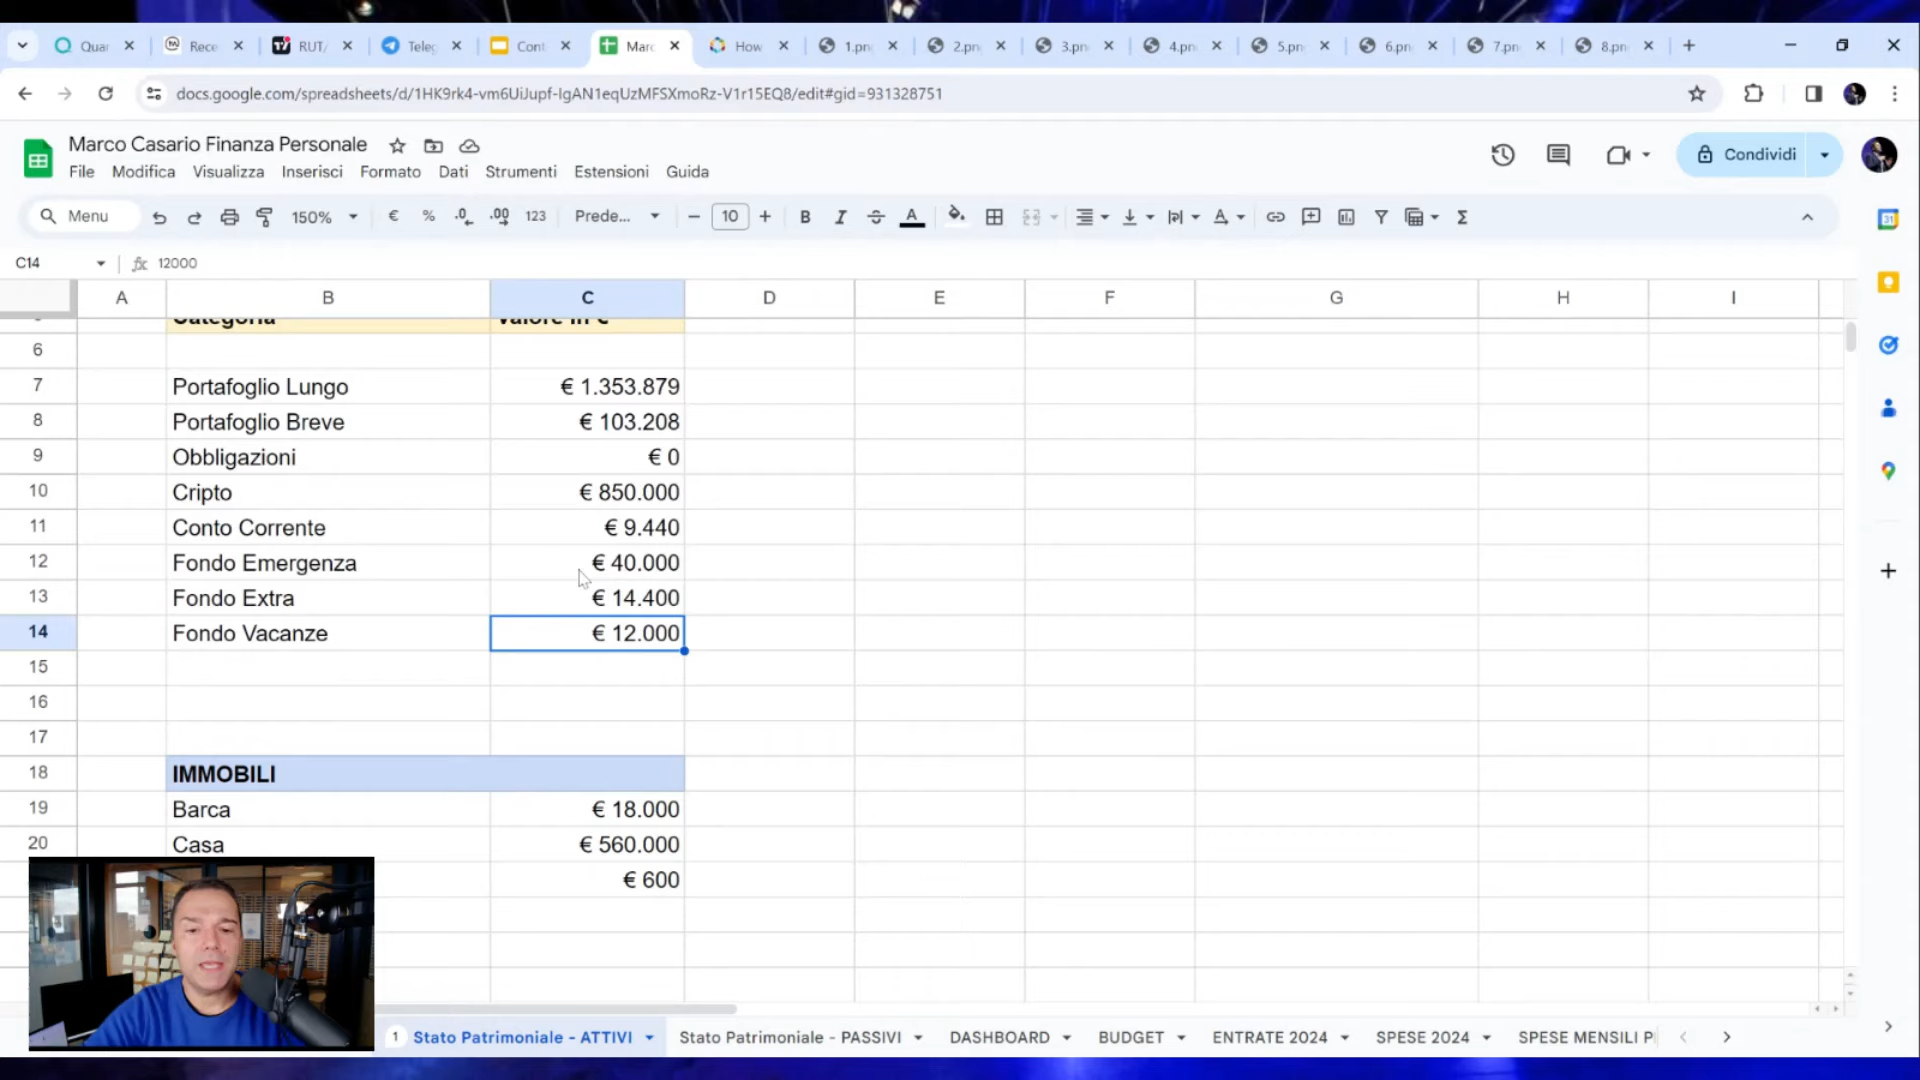 Quar
Rece
RUT/
Teleg
Cont
Marc
How
1.pn
2.pn
3.pn
4.pn
5.pn
6.pn
7.pn
8.pn
docs.google.com/spreadsheets/d/1HK9rk4-vm6UiJupf-IgAN1eqUzMFSXmoRz-V1r15EQ8/edit#gid=931328751
Marco Casario Finanza Personale
File Modifica Visualizza Inserisci Formato Dati Strumenti Estensioni Guida
Condividi
Menu 150% € % .0 .00 123 Prede... 10 B I S A Σ
31
C14 fx 12000
A B C D E F G H I
Categoria Valore in €
6
7 Portafoglio Lungo € 1.353.879
8 Portafoglio Breve € 103.208
9 Obbligazioni € 0
10 Cripto € 850.000
11 Conto Corrente € 9.440
12 Fondo Emergenza € 40.000
13 Fondo Extra € 14.400
14 Fondo Vacanze € 12.000
15
16
17
18 IMMOBILI
19 Barca € 18.000
20 Casa € 560.000
€ 600
1 Stato Patrimoniale - ATTIVI Stato Patrimoniale - PASSIVI DASHBOARD BUDGET ENTRATE 2024 SPESE 2024 SPESE MENSILI P